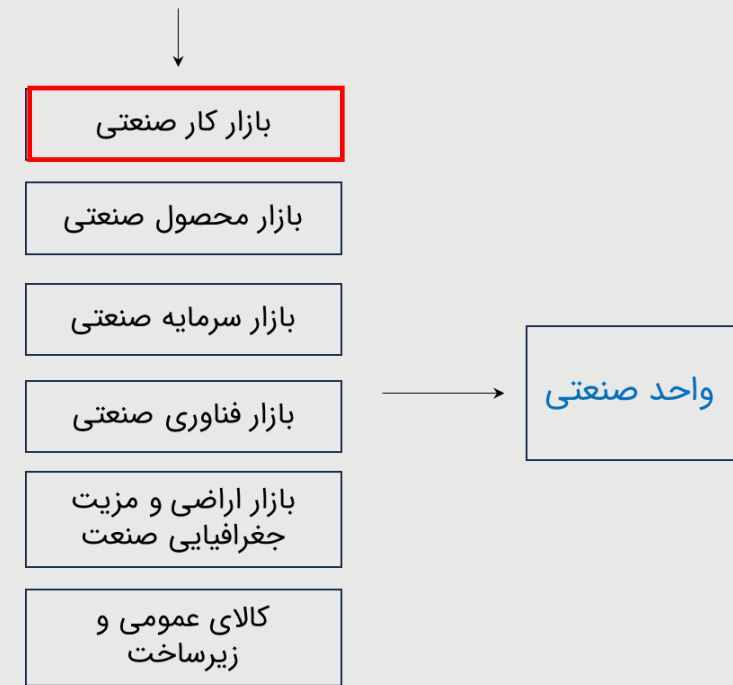 بازار کار صنعتی
بازار محصول صنعتی
بازار سرمایه صنعتی
بازار فناوری صنعتی
بازار اراضی و مزیت
جغرافیایی صنعت
کالای عمومی و
زیرساخت
واحد صنعتی